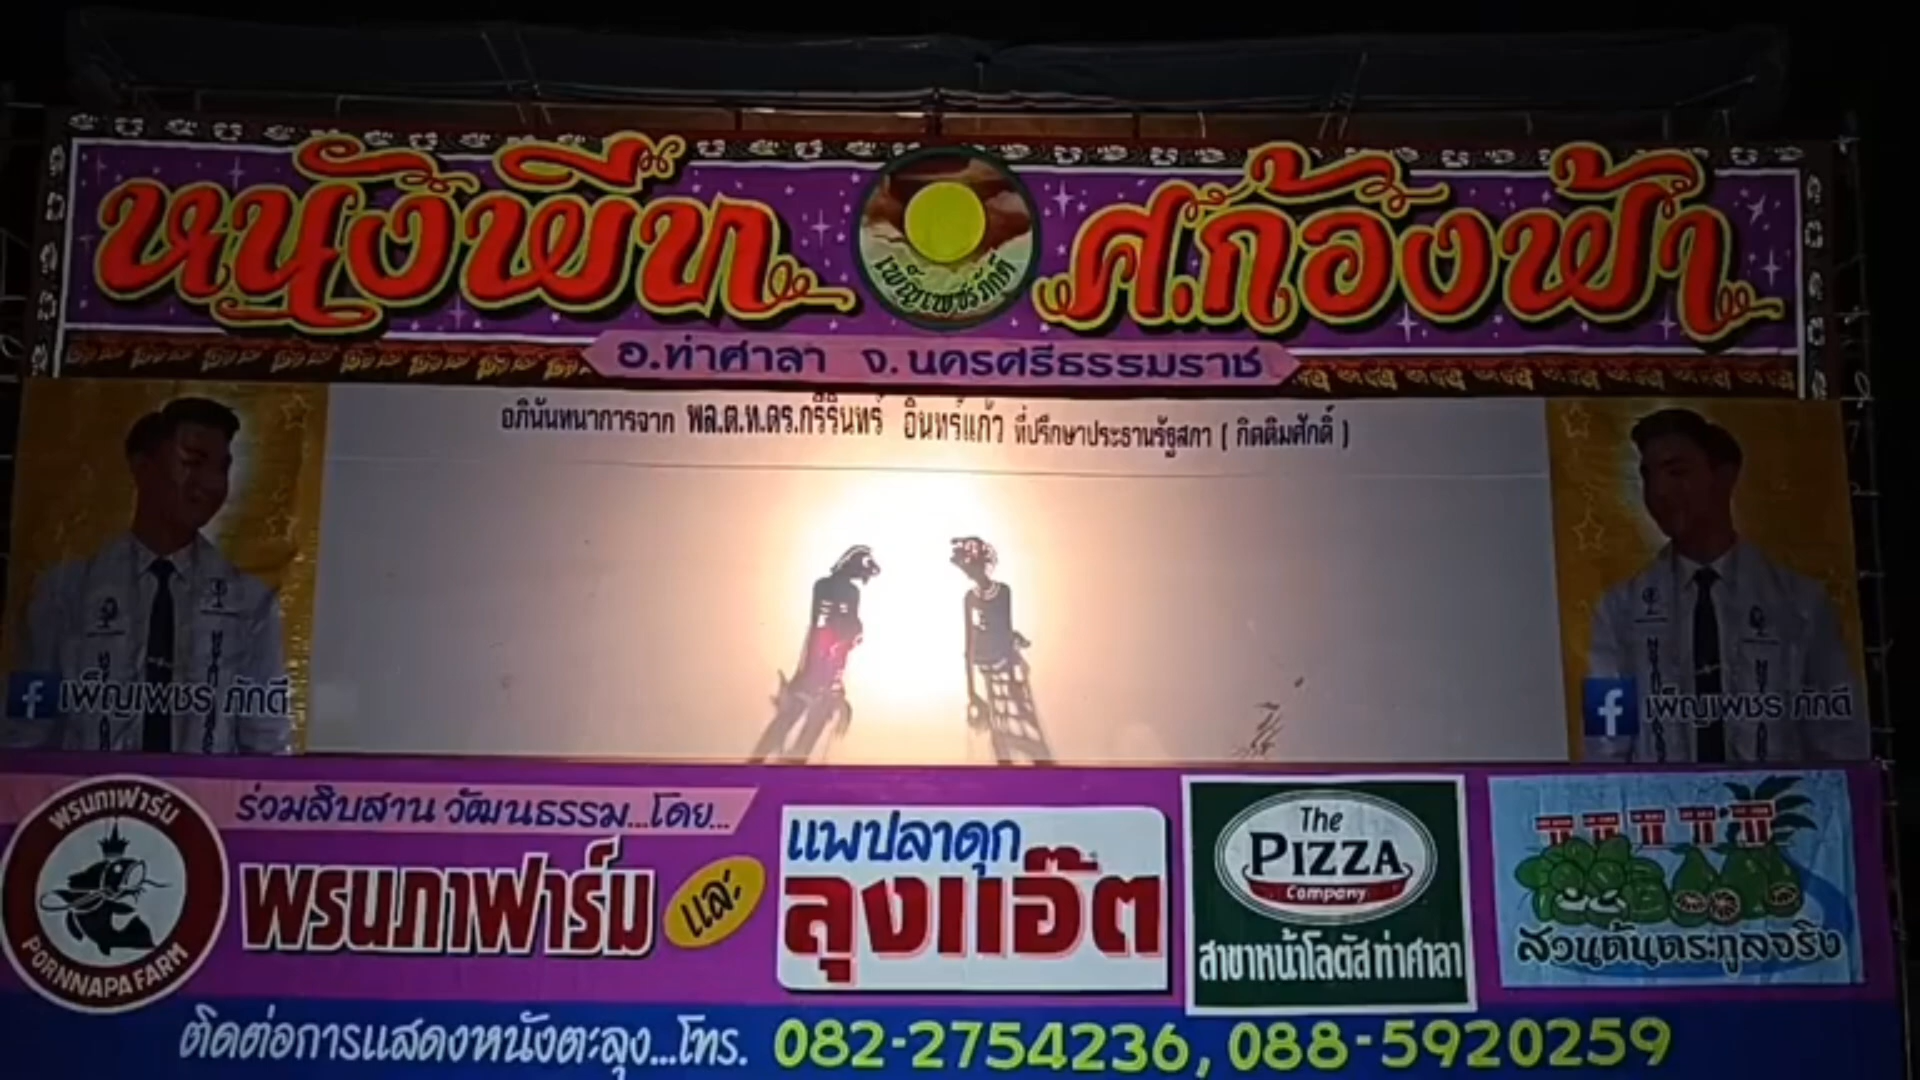 หนังพีท ศ.ก้องฟ้า
เพ็ญเพชร ภักดี
อ.ท่าศาลา จ.นครศรีธรรมราช
อภินันทนาการจาก พล.ต.ท.ดร.กรีรินทร์ อินทร์แก้ว ที่ปรึกษาประธานรัฐสภา ( กิตติมศักดิ์ )
เพ็ญเพชร ภักดี
เพ็ญเพชร ภักดี
พรนภาฟาร์ม
PORNNAPA FARM
ร่วมสืบสาน วัฒนธรรม...โดย...
พรนภาฟาร์ม และ
แพปลาดุก
ลุงแอ๊ต
The
PIZZA
Company
สาขาหน้าโลตัสท่าศาลา
สวนต้นตระกูลจริง
ติดต่อการแสดงหนังตะลุง...โทร. 082-2754236, 088-5920259